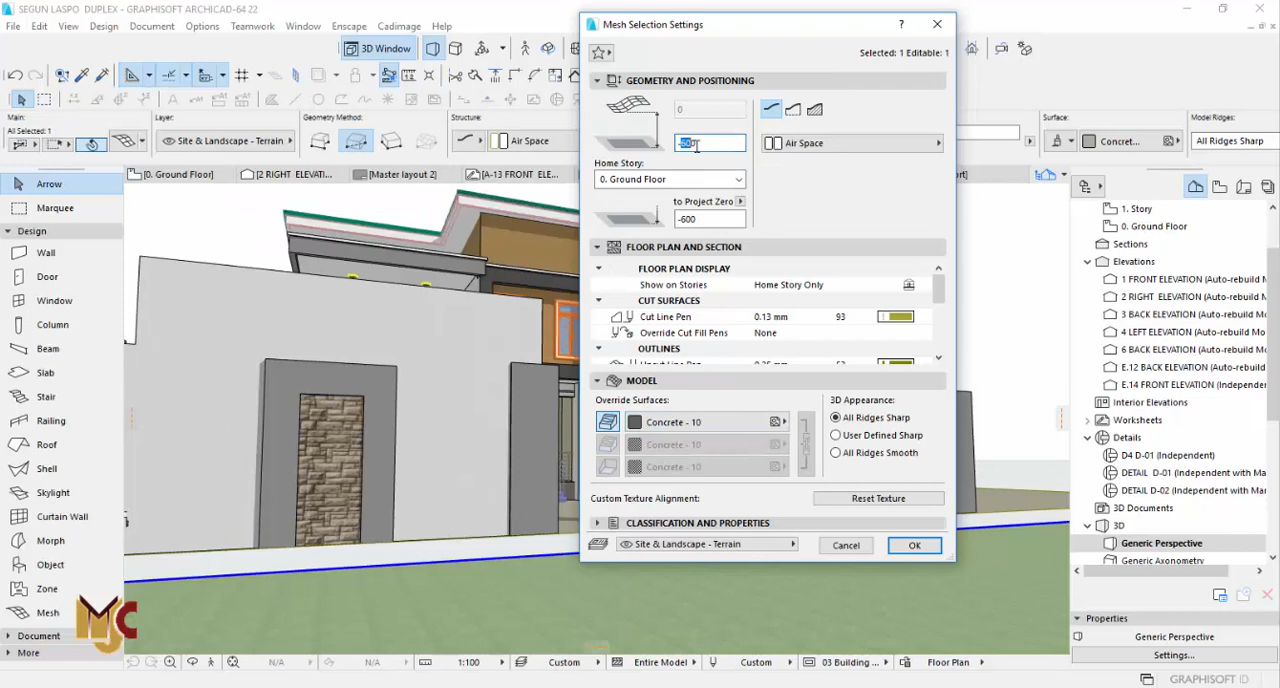 SEGUN LASPO DUPLEX - GRAPHISOFT ARCHICAD-64 22
File Edit View Design Document Options Teamwork Window Enscape Cadimage Help
3D Window
Main:
All Selected: 1
Layer:
Site & Landscape - Terrain
Geometry Method:
Structure:
Air Space
Surface:
Concret...
Model Ridges:
All Ridges Sharp
[0. Ground Floor]
[2 RIGHT ELEVATI...
[Master layout 2]
[A-13 FRONT ELE...
Arrow
Marquee
Design
Wall
Door
Window
Column
Beam
Slab
Stair
Railing
Roof
Shell
Skylight
Curtain Wall
Morph
Object
Zone
Mesh
Document
More
MJC
Mesh Selection Settings
? 
Selected: 1 Editable: 1
GEOMETRY AND POSITIONING
0
-600
Air Space
Home Story:
0. Ground Floor
to Project Zero
-600
FLOOR PLAN AND SECTION
FLOOR PLAN DISPLAY
Show on Stories Home Story Only
CUT SURFACES
Cut Line Pen 0.13 mm 93
Override Cut Fill Pens None
OUTLINES
MODEL
Override Surfaces:
Concrete - 10
Concrete - 10
Concrete - 10
3D Appearance:
All Ridges Sharp
User Defined Sharp
All Ridges Smooth
Custom Texture Alignment:
Reset Texture
CLASSIFICATION AND PROPERTIES
Site & Landscape - Terrain
Cancel
OK
1. Story
0. Ground Floor
Sections
Elevations
1 FRONT ELEVATION (Auto-rebuild Mo
2 RIGHT ELEVATION (Auto-rebuild M
3 BACK ELEVATION (Auto-rebuild Mo
4 LEFT ELEVATION (Auto-rebuild Mo
6 BACK ELEVATION (Auto-rebuild Mo
E.12 BACK ELEVATION (Auto-rebuild
E.14 FRONT ELEVATION (Independen
Interior Elevations
Worksheets
Details
D4 D-01 (Independent)
DETAIL D-01 (Independent with Mar
DETAIL D-02 (Independent with Mar
3D Documents
3D
Generic Perspective
Generic Axonometry
Properties
Generic Perspective
Settings...
N/A N/A 1:100 Custom Entire Model Custom 03 Building ... Floor Plan
GRAPHISOFT ID